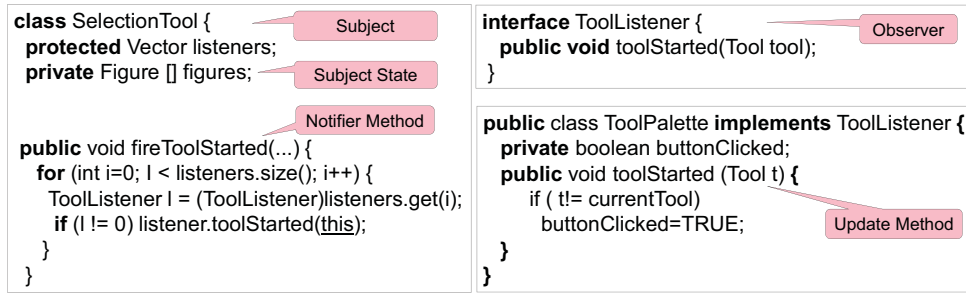 class SelectionTool {
Subject
protected Vector listeners;
private Figure [] figures;
Subject State
Notifier Method
public void fireToolStarted(...) {
for (int i=0; I < listeners.size(); i++) {
ToolListener l = (ToolListener)listeners.get(i);
if (l != 0) listener.toolStarted(this);
}
}
interface ToolListener {
Observer
public void toolStarted(Tool tool);
}
public class ToolPalette implements ToolListener {
private boolean buttonClicked;
public void toolStarted (Tool t) {
if ( t!= currentTool)
buttonClicked=TRUE;
Update Method
}
}